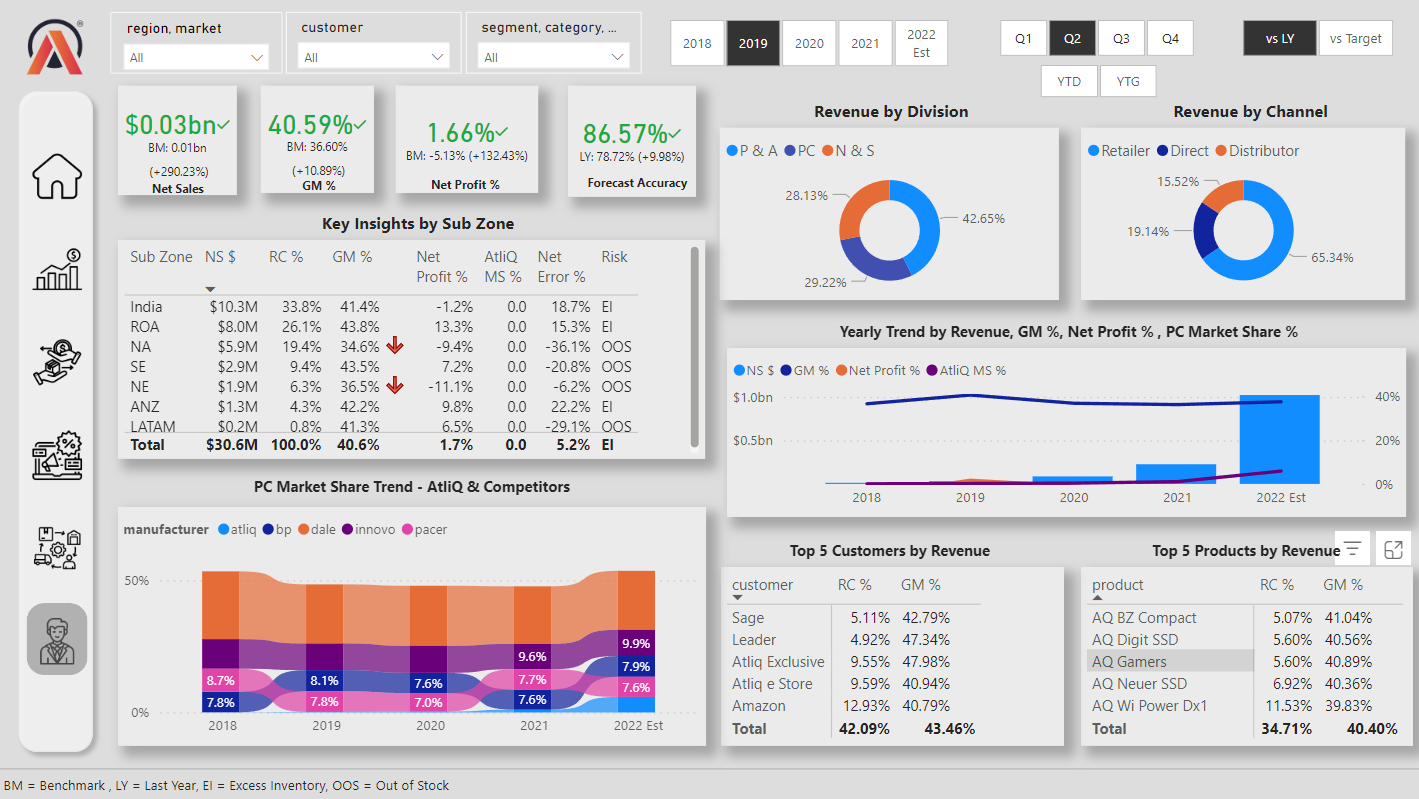 region, market
All
customer
All
segment, category, ...
All
2018
2019
2020
2021
2022
Est
Q1
Q2
Q3
Q4
YTD
YTG
vs LY
vs Target
$0.03bn
BM: 0.01bn
(+290.23%)
Net Sales
40.59%
BM: 36.60%
(+10.89%)
GM %
1.66%
BM: -5.13% (+132.43%)
Net Profit %
86.57%
LY: 78.72% (+9.98%)
Forecast Accuracy
Revenue by Division
P & A PC N & S
28.13%
42.65%
29.22%
Revenue by Channel
Retailer Direct Distributor
15.52%
19.14%
65.34%
Key Insights by Sub Zone
Sub Zone NS $ RC % GM % Net Profit % AtliQ MS % Net Error % Risk
India $10.3M 33.8% 41.4% -1.2% 0.0 18.7% EI
ROA $8.0M 26.1% 43.8% 13.3% 0.0 15.3% EI
NA $5.9M 19.4% 34.6% -9.4% 0.0 -36.1% OOS
SE $2.9M 9.4% 43.5% 7.2% 0.0 -20.8% OOS
NE $1.9M 6.3% 36.5% -11.1% 0.0 -6.2% OOS
ANZ $1.3M 4.3% 42.2% 9.8% 0.0 22.2% EI
LATAM $0.2M 0.8% 41.3% 6.5% 0.0 -29.1% OOS
Total $30.6M 100.0% 40.6% 1.7% 0.0 5.2% EI
Yearly Trend by Revenue, GM %, Net Profit % , PC Market Share %
NS $ GM % Net Profit % AtliQ MS %
$1.0bn
$0.5bn
40%
20%
0%
2018 2019 2020 2021 2022 Est
PC Market Share Trend - AtliQ & Competitors
manufacturer atliq bp dale innovo pacer
50%
0%
8.7%
7.8%
8.1%
7.8%
7.6%
7.0%
9.6%
7.7%
7.6%
9.9%
7.9%
7.6%
2018 2019 2020 2021 2022 Est
Top 5 Customers by Revenue
customer RC % GM %
Sage 5.11% 42.79%
Leader 4.92% 47.34%
Atliq Exclusive 9.55% 47.98%
Atliq e Store 9.59% 40.94%
Amazon 12.93% 40.79%
Total 42.09% 43.46%
Top 5 Products by Revenue
product RC % GM %
AQ BZ Compact 5.07% 41.04%
AQ Digit SSD 5.60% 40.56%
AQ Gamers 5.60% 40.89%
AQ Neuer SSD 6.92% 40.36%
AQ Wi Power Dx1 11.53% 39.83%
Total 34.71% 40.40%
BM = Benchmark , LY = Last Year, EI = Excess Inventory, OOS = Out of Stock